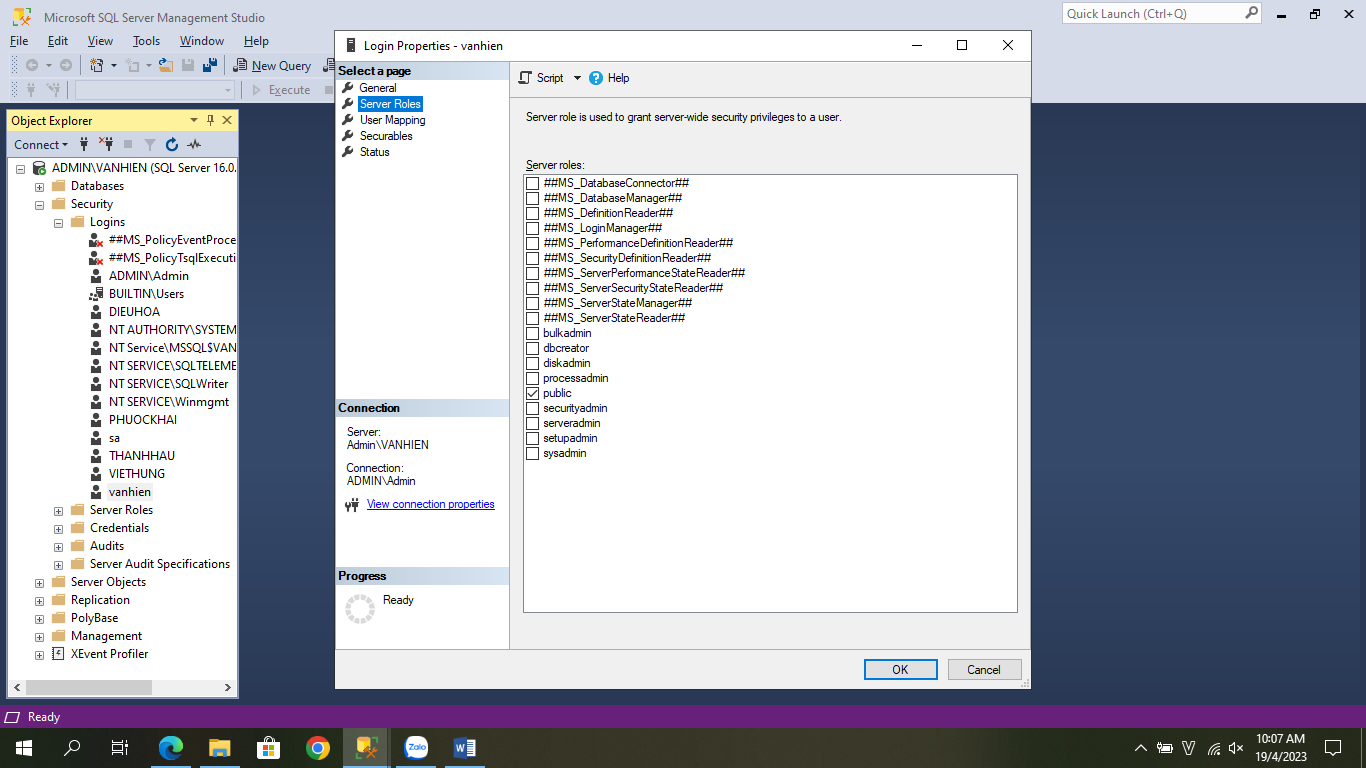 Microsoft SQL Server Management Studio
Quick Launch (Ctrl+Q)
File Edit View Tools Window Help
New Query
Execute
Object Explorer
Connect
ADMIN\VANHIEN (SQL Server 16.0.
Databases
Security
Logins
##MS_PolicyEventProce
##MS_PolicyTsqlExecuti
ADMIN\Admin
BUILTIN\Users
DIEUHOA
NT AUTHORITY\SYSTEM
NT Service\MSSQL$VAN
NT SERVICE\SQLTELEME
NT SERVICE\SQLWriter
NT SERVICE\Winmgmt
PHUOCKHAI
sa
THANHHAU
VIETHUNG
vanhien
Server Roles
Credentials
Audits
Server Audit Specifications
Server Objects
Replication
PolyBase
Management
XEvent Profiler
Login Properties - vanhien
Select a page
General
Server Roles
User Mapping
Securables
Status
Connection
Server:
Admin\VANHIEN
Connection:
ADMIN\Admin
View connection properties
Progress
Ready
Script Help
Server role is used to grant server-wide security privileges to a user.
Server roles:
##MS_DatabaseConnector##
##MS_DatabaseManager##
##MS_DefinitionReader##
##MS_LoginManager##
##MS_PerfomanceDefinitionReader##
##MS_SecurityDefinitionReader##
##MS_ServerPerformanceStateReader##
##MS_ServerSecurityStateReader##
##MS_ServerStateManager##
##MS_ServerStateReader##
bulkadmin
dbcreator
diskadmin
processadmin
public
securityadmin
serveradmin
setupadmin
sysadmin
OK Cancel
Ready
Zalo
10:07 AM
19/4/2023